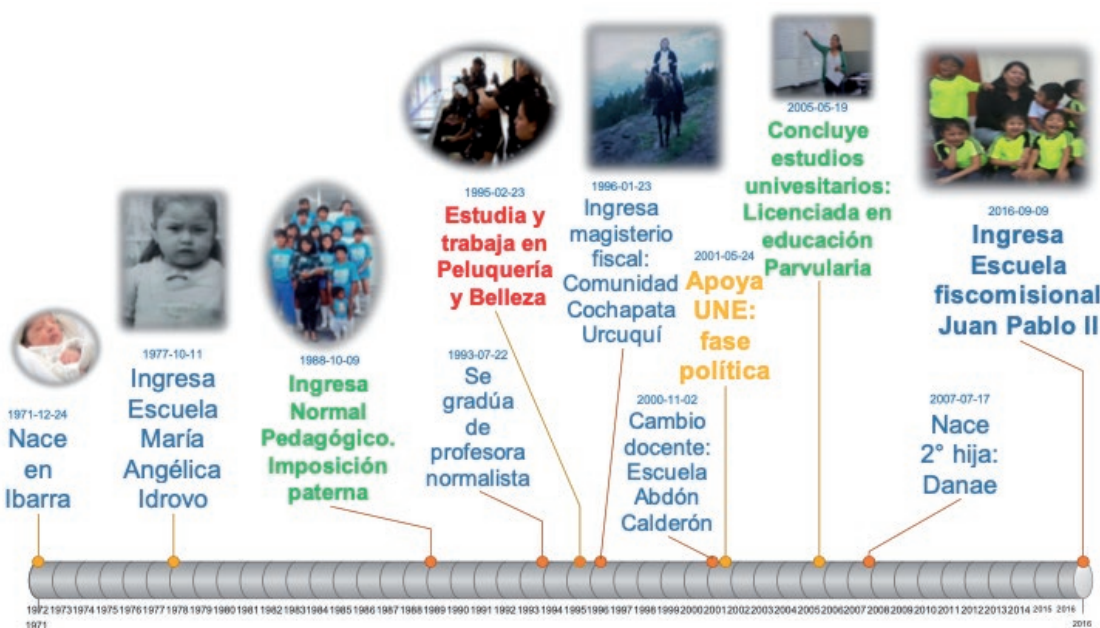 1971-12-24
Nace
en
Ibarra
1977-10-11
Ingresa
Escuela
María
Angélica
Idrovo
1988-10-09
Ingresa
Normal
Pedagógico.
Imposición
paterna
1993-07-22
Se
gradúa
de
profesora
normalista
1995-02-23
Estudia y
trabaja en
Peluquería
y Belleza
1996-01-23
Ingresa
magisterio
fiscal:
Comunidad
Cochapata
Urcuquí
2000-11-02
Cambio
docente:
Escuela
Abdón
Calderón
2001-05-24
Apoya
UNE:
fase
política
2005-05-19
Concluye
estudios
univesitarios:
Licenciada en
educación
Parvularia
2007-07-17
Nace
2° hija:
Danae
2016-09-09
Ingresa
Escuela
fiscomisional
Juan Pablo II
1972 1973 1974 1975 1976 1977 1978 1979 1980 1981 1982 1983 1984 1985 1986 1987 1988 1989 1990 1991 1992 1993 1994 1995 1996 1997 1998 1999 2000 2001 2002 2003 2004 2005 2006 2007 2008 2009 2010 2011 2012 2013 2014 2015 2016
1971 2016